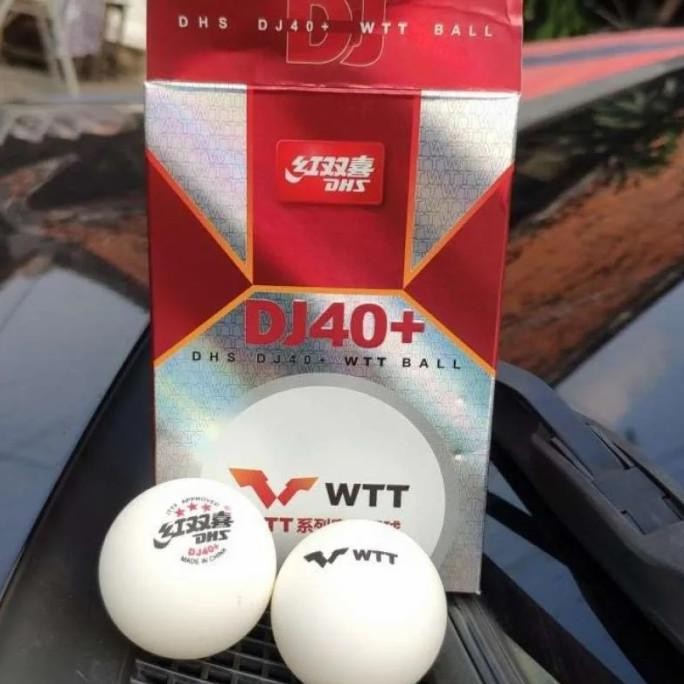 DJ
DHS DJ40+ WTT BALL
红双喜
DHS
DJ40+
DHS DJ40+ WTT BALL
WTT
TT系列
ITTF APPROVED
红双喜
DHS
DJ40+
MADE IN CHINA
WTT